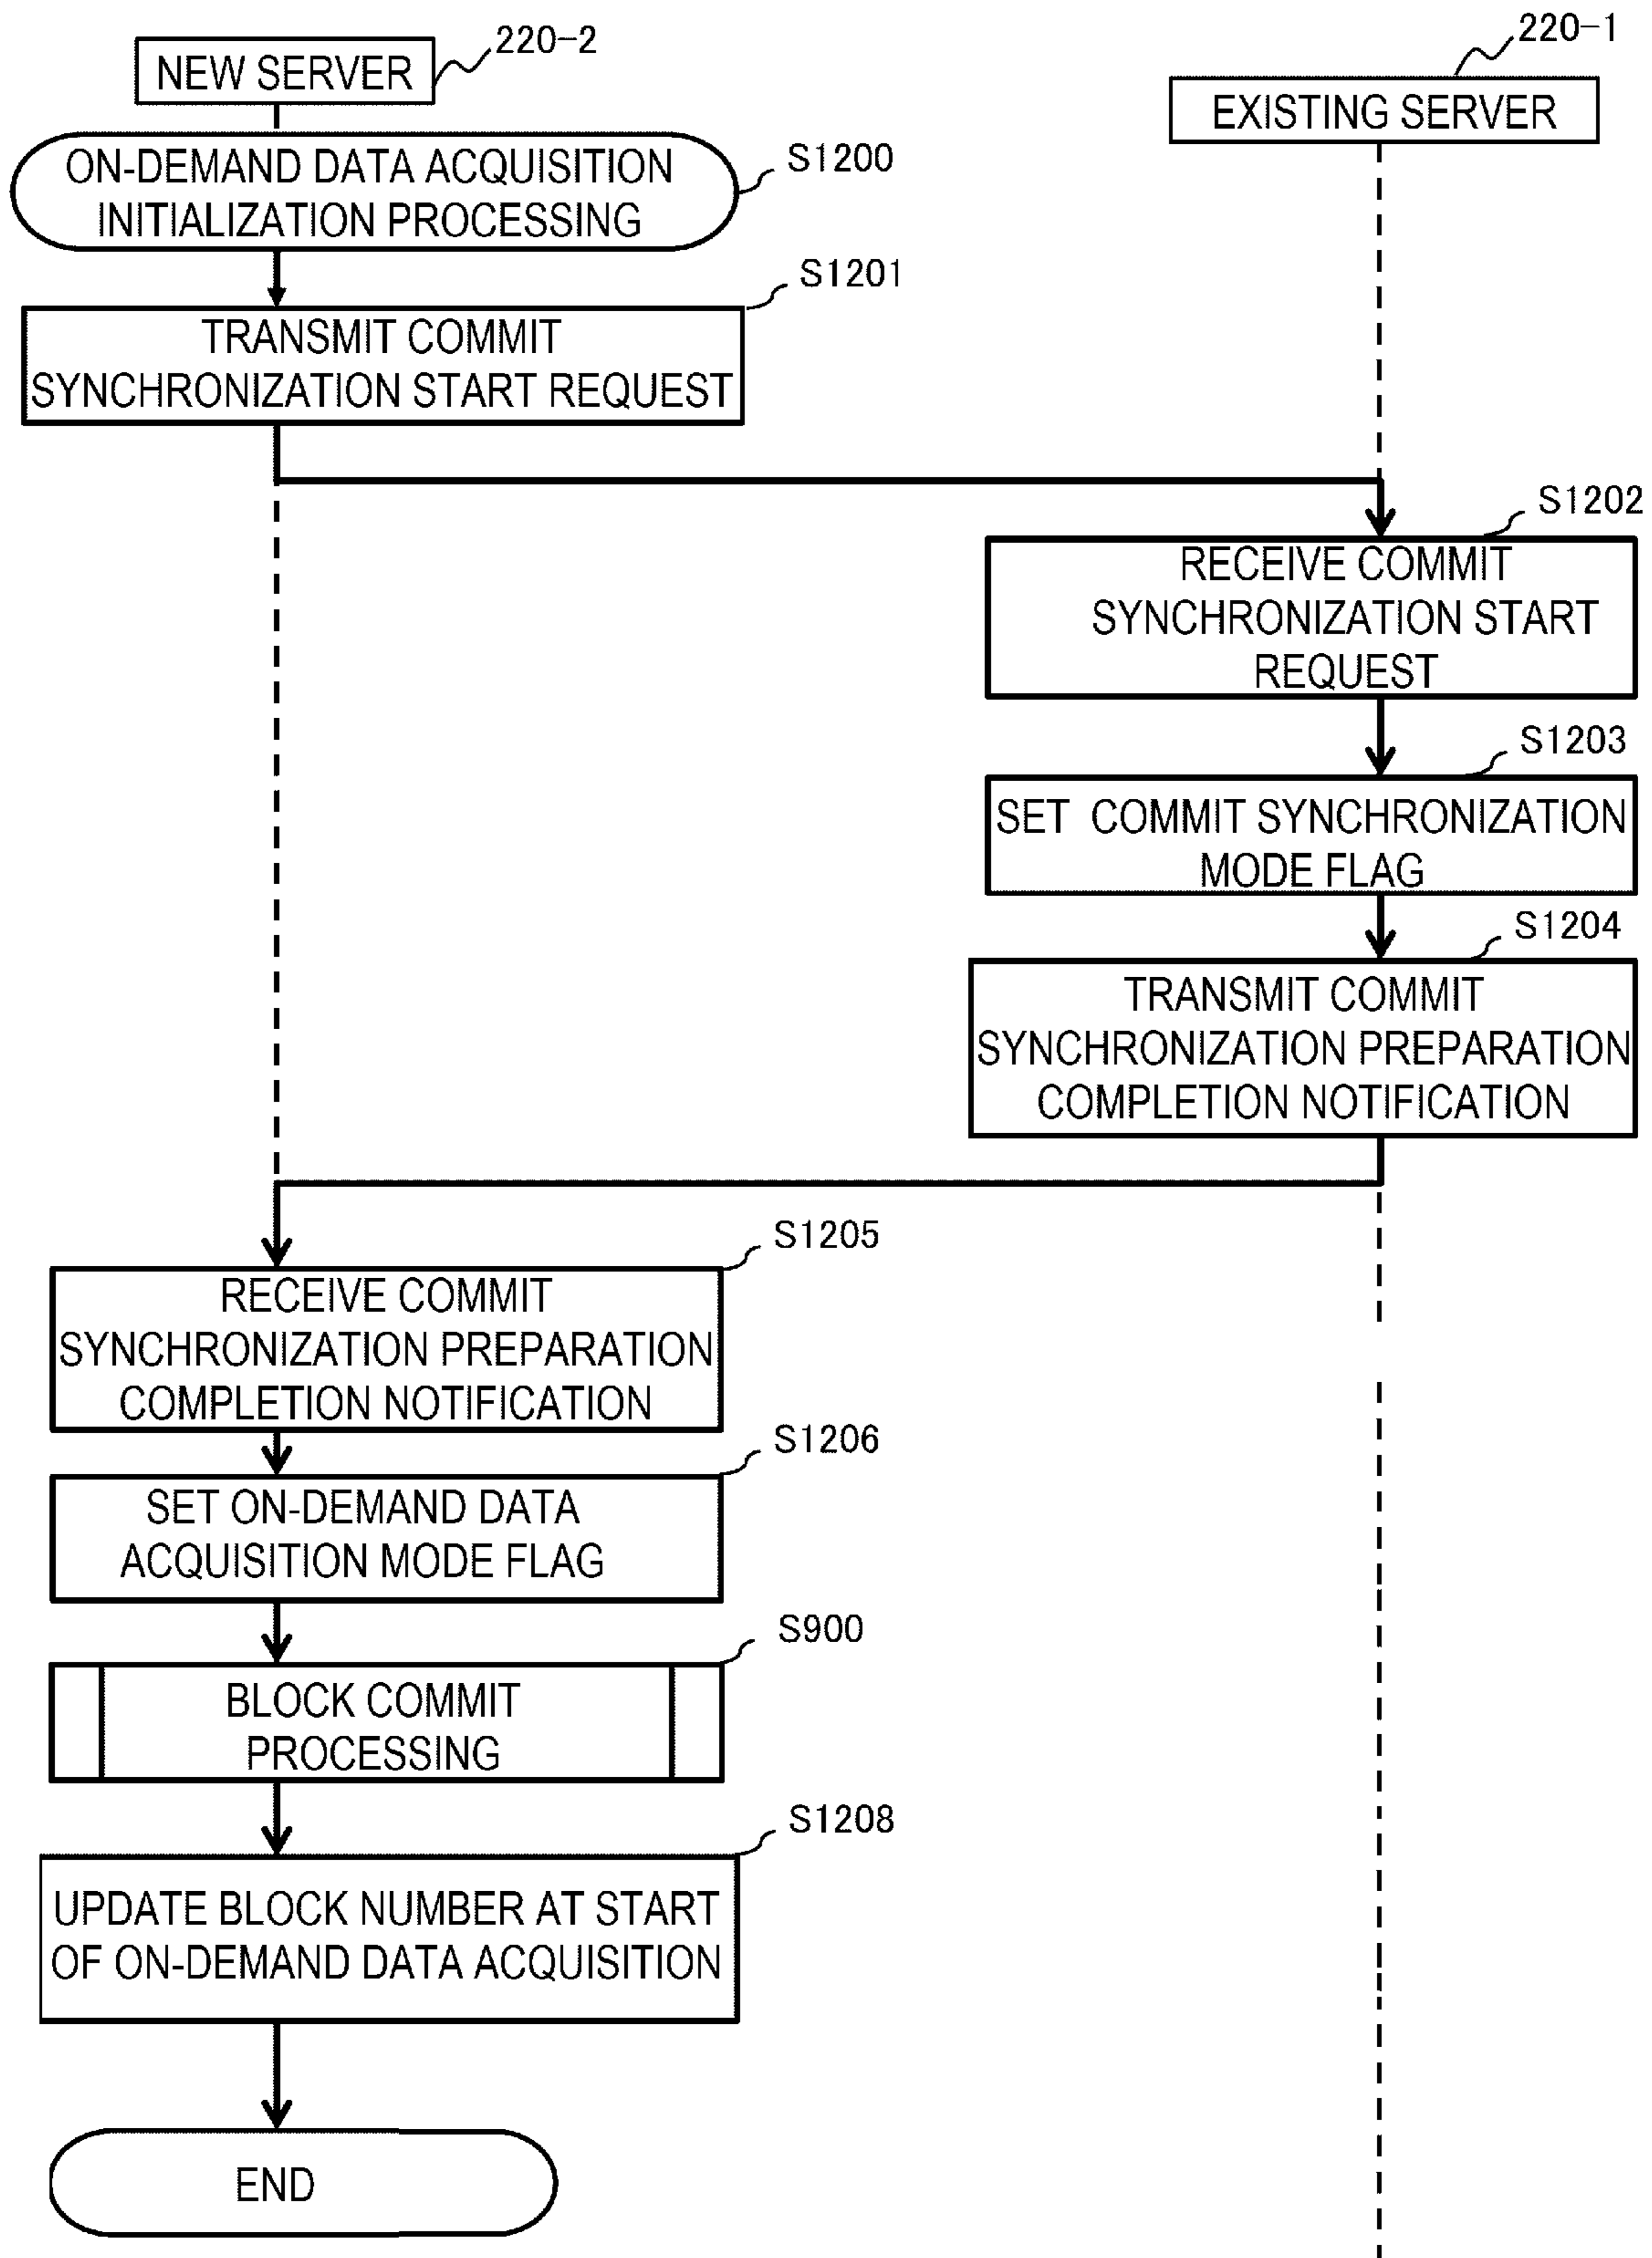 220-2
NEW SERVER
220-1
EXISTING SERVER
S1200
ON-DEMAND DATA ACQUISITION
INITIALIZATION PROCESSING
S1201
TRANSMIT COMMIT
SYNCHRONIZATION START REQUEST
S1202
RECEIVE COMMIT
SYNCHRONIZATION START
REQUEST
S1203
SET COMMIT SYNCHRONIZATION
MODE FLAG
S1204
TRANSMIT COMMIT
SYNCHRONIZATION PREPARATION
COMPLETION NOTIFICATION
S1205
RECEIVE COMMIT
SYNCHRONIZATION PREPARATION
COMPLETION NOTIFICATION
S1206
SET ON-DEMAND DATA
ACQUISITION MODE FLAG
S900
BLOCK COMMIT
PROCESSING
S1208
UPDATE BLOCK NUMBER AT START
OF ON-DEMAND DATA ACQUISITION
END